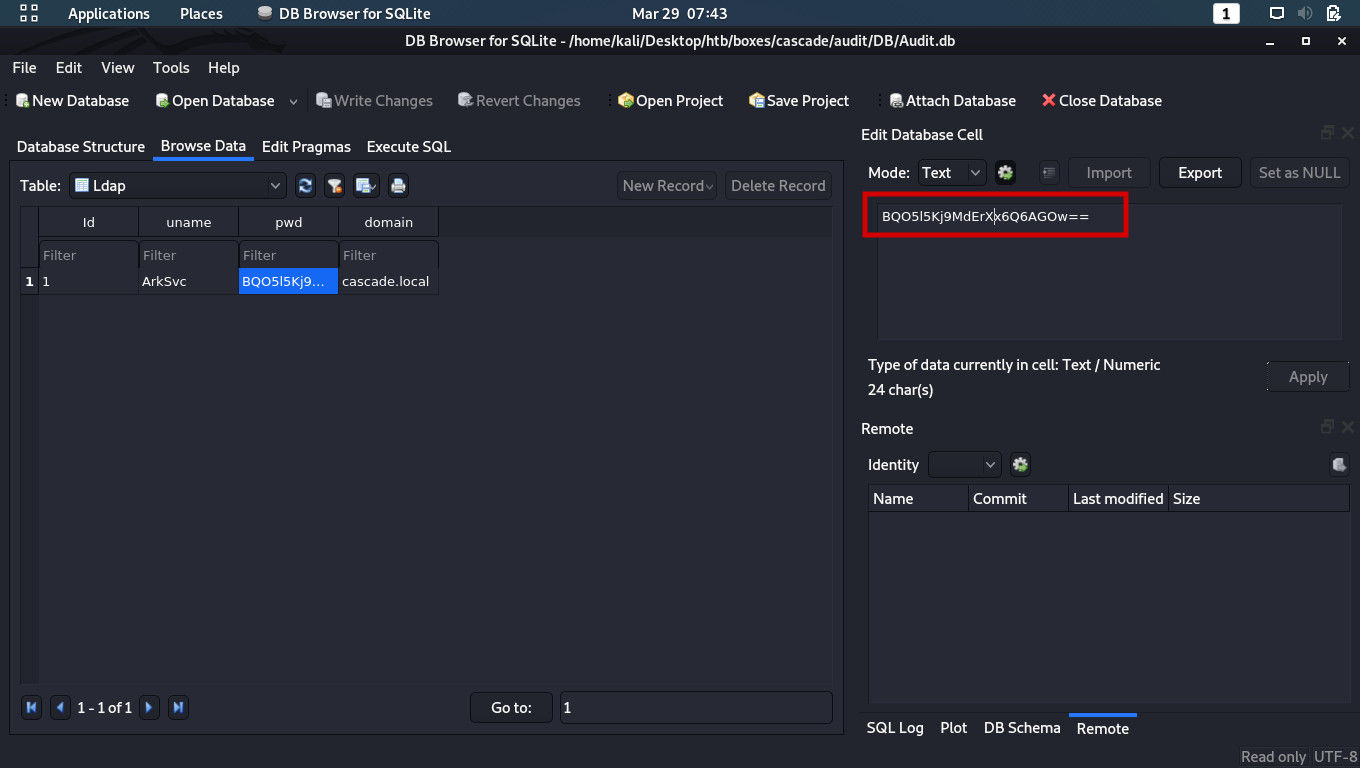 Applications Places DB Browser for SQLite Mar 29 07:43 1
DB Browser for SQLite - /home/kali/Desktop/htb/boxes/cascade/audit/DB/Audit.db
File Edit View Tools Help
New Database Open Database Write Changes Revert Changes Open Project Save Project Attach Database Close Database
Database Structure Browse Data Edit Pragmas Execute SQL
Table: Ldap New Record Delete Record
Id uname pwd domain
Filter Filter Filter Filter
1 1 ArkSvc BQO5l5Kj9... cascade.local
1 - 1 of 1 Go to: 1
Edit Database Cell
Mode: Text Import Export Set as NULL
BQO5l5Kj9MdErXx6Q6AGOw==
Type of data currently in cell: Text / Numeric
24 char(s)
Apply
Remote
Identity
Name Commit Last modified Size
SQL Log Plot DB Schema Remote
Read only UTF-8